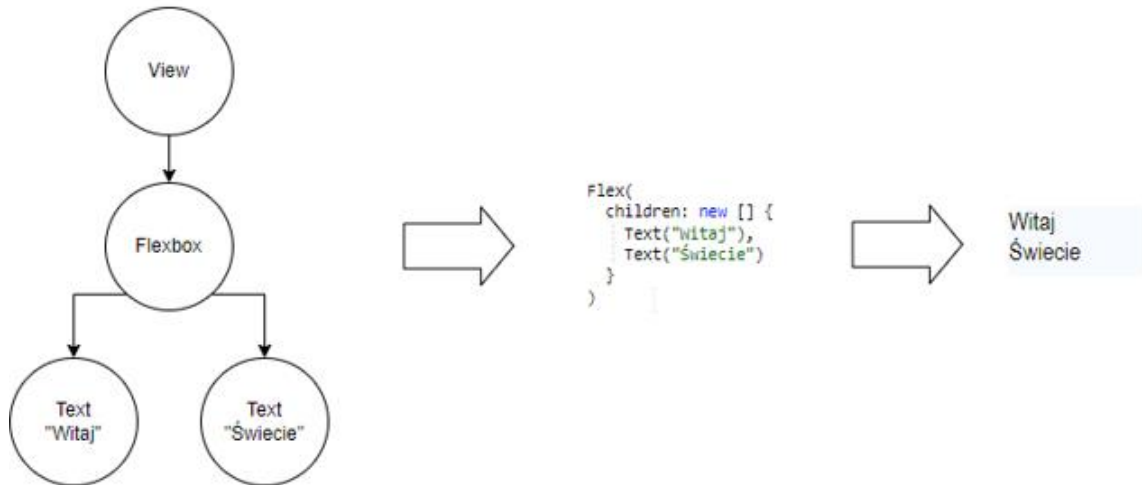 View
Flexbox
Text
"Witaj"
Text
"Świecie"
Flex(
children: new [] {
Text("Witaj"),
Text("Świecie")
}
)
Witaj
Świecie